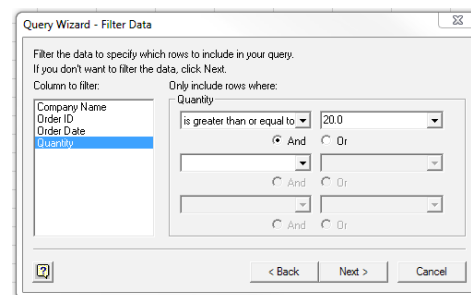 Query Wizard - Filter Data
Filter the data to specify which rows to include in your query.
If you don't want to filter the data, click Next.
Column to filter: Only include rows where:
Company Name
Order ID
Order Date
Quantity
Quantity
is greater than or equal to 20.0
And Or
And Or
And Or
< Back Next > Cancel